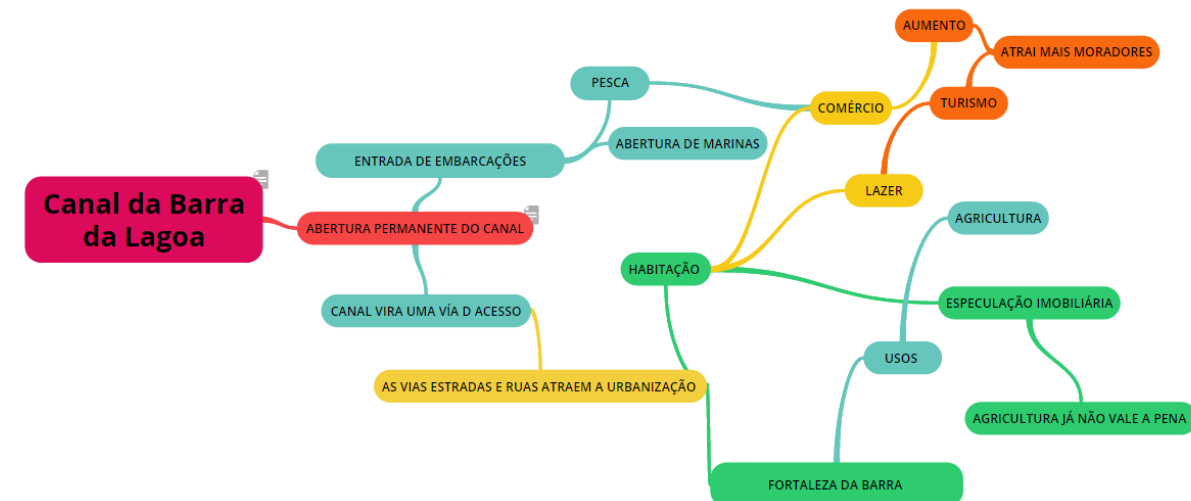 Canal da Barra
da Lagoa
ABERTURA PERMANENTE DO CANAL
ENTRADA DE EMBARCAÇÕES
PESCA
ABERTURA DE MARINAS
COMÉRCIO
AUMENTO
ATRAI MAIS MORADORES
TURISMO
LAZER
HABITAÇÃO
AGRICULTURA
ESPECULAÇÃO IMOBILIÁRIA
USOS
AGRICULTURA JÁ NÃO VALE A PENA
CANAL VIRA UMA VÍA D ACESSO
AS VIAS ESTRADAS E RUAS ATRAEM A URBANIZAÇÃO
FORTALEZA DA BARRA